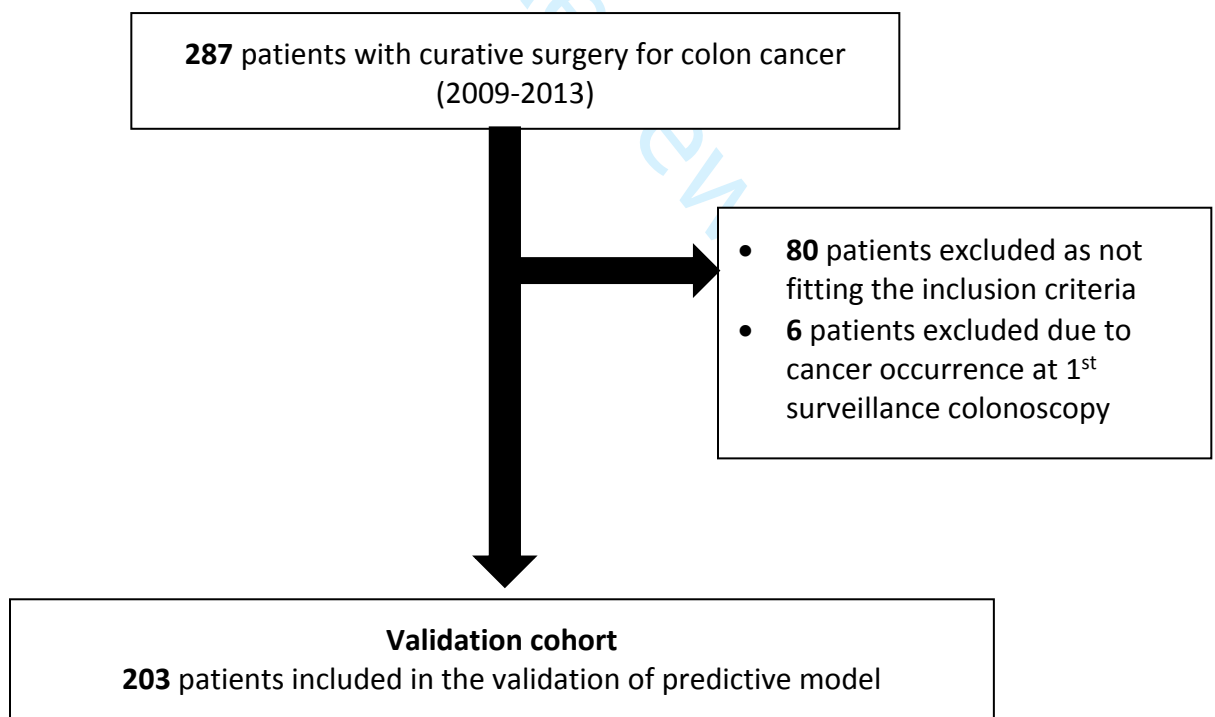 287 patients with curative surgery for colon cancer
(2009-2013)
ew
• 80 patients excluded as not
fitting the inclusion criteria
• 6 patients excluded due to
cancer occurrence at 1st
surveillance colonoscopy
Validation cohort
203 patients included in the validation of predictive model